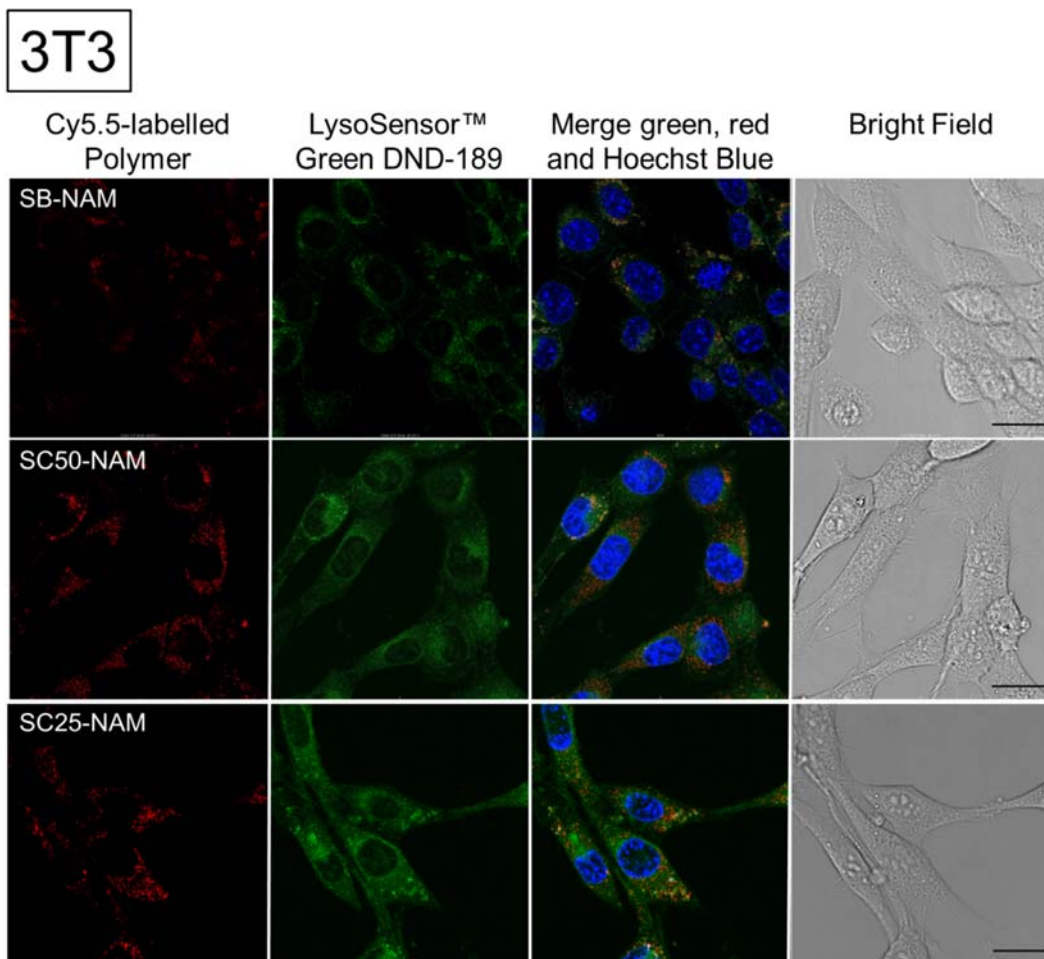 3T3
Cy5.5-labelled
Polymer
LysoSensor™
Green DND-189
Merge green, red
and Hoechst Blue
Bright Field
SB-NAM
SC50-NAM
SC25-NAM